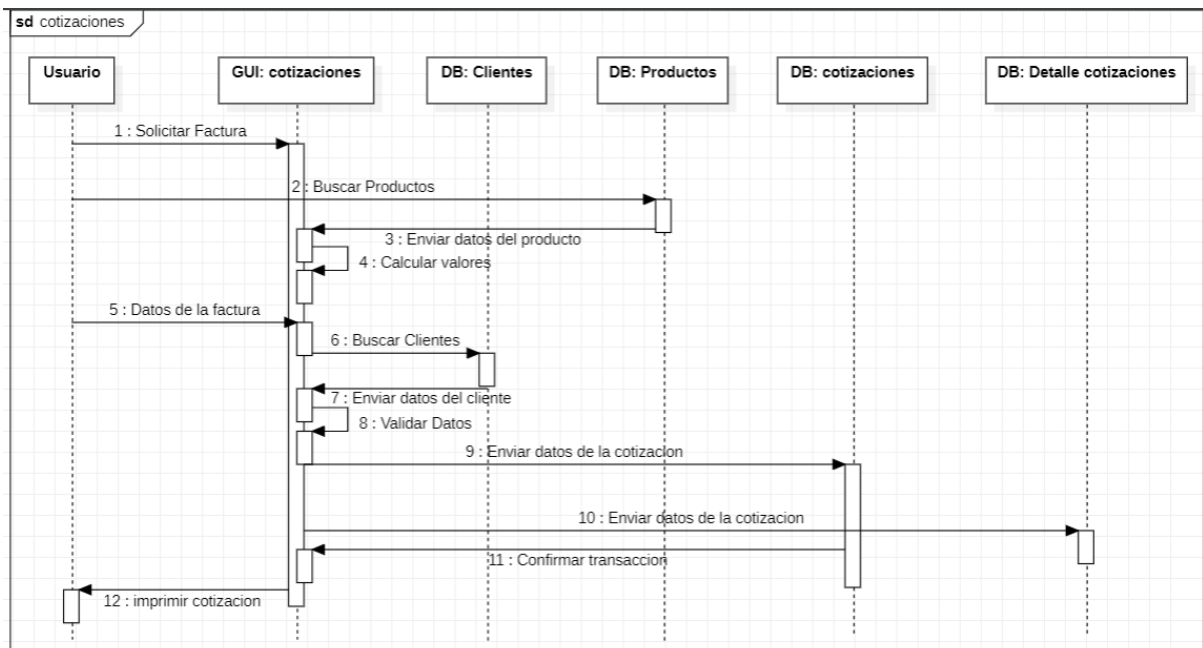 sd cotizaciones
Usuario
GUI: cotizaciones
DB: Clientes
DB: Productos
DB: cotizaciones
DB: Detalle cotizaciones
1 : Solicitar Factura
2 : Buscar Productos
3 : Enviar datos del producto
4 : Calcular valores
5 : Datos de la factura
6 : Buscar Clientes
7 : Enviar datos del cliente
8 : Validar Datos
9 : Enviar datos de la cotizacion
10 : Enviar datos de la cotizacion
11 : Confirmar transaccion
12 : imprimir cotizacion